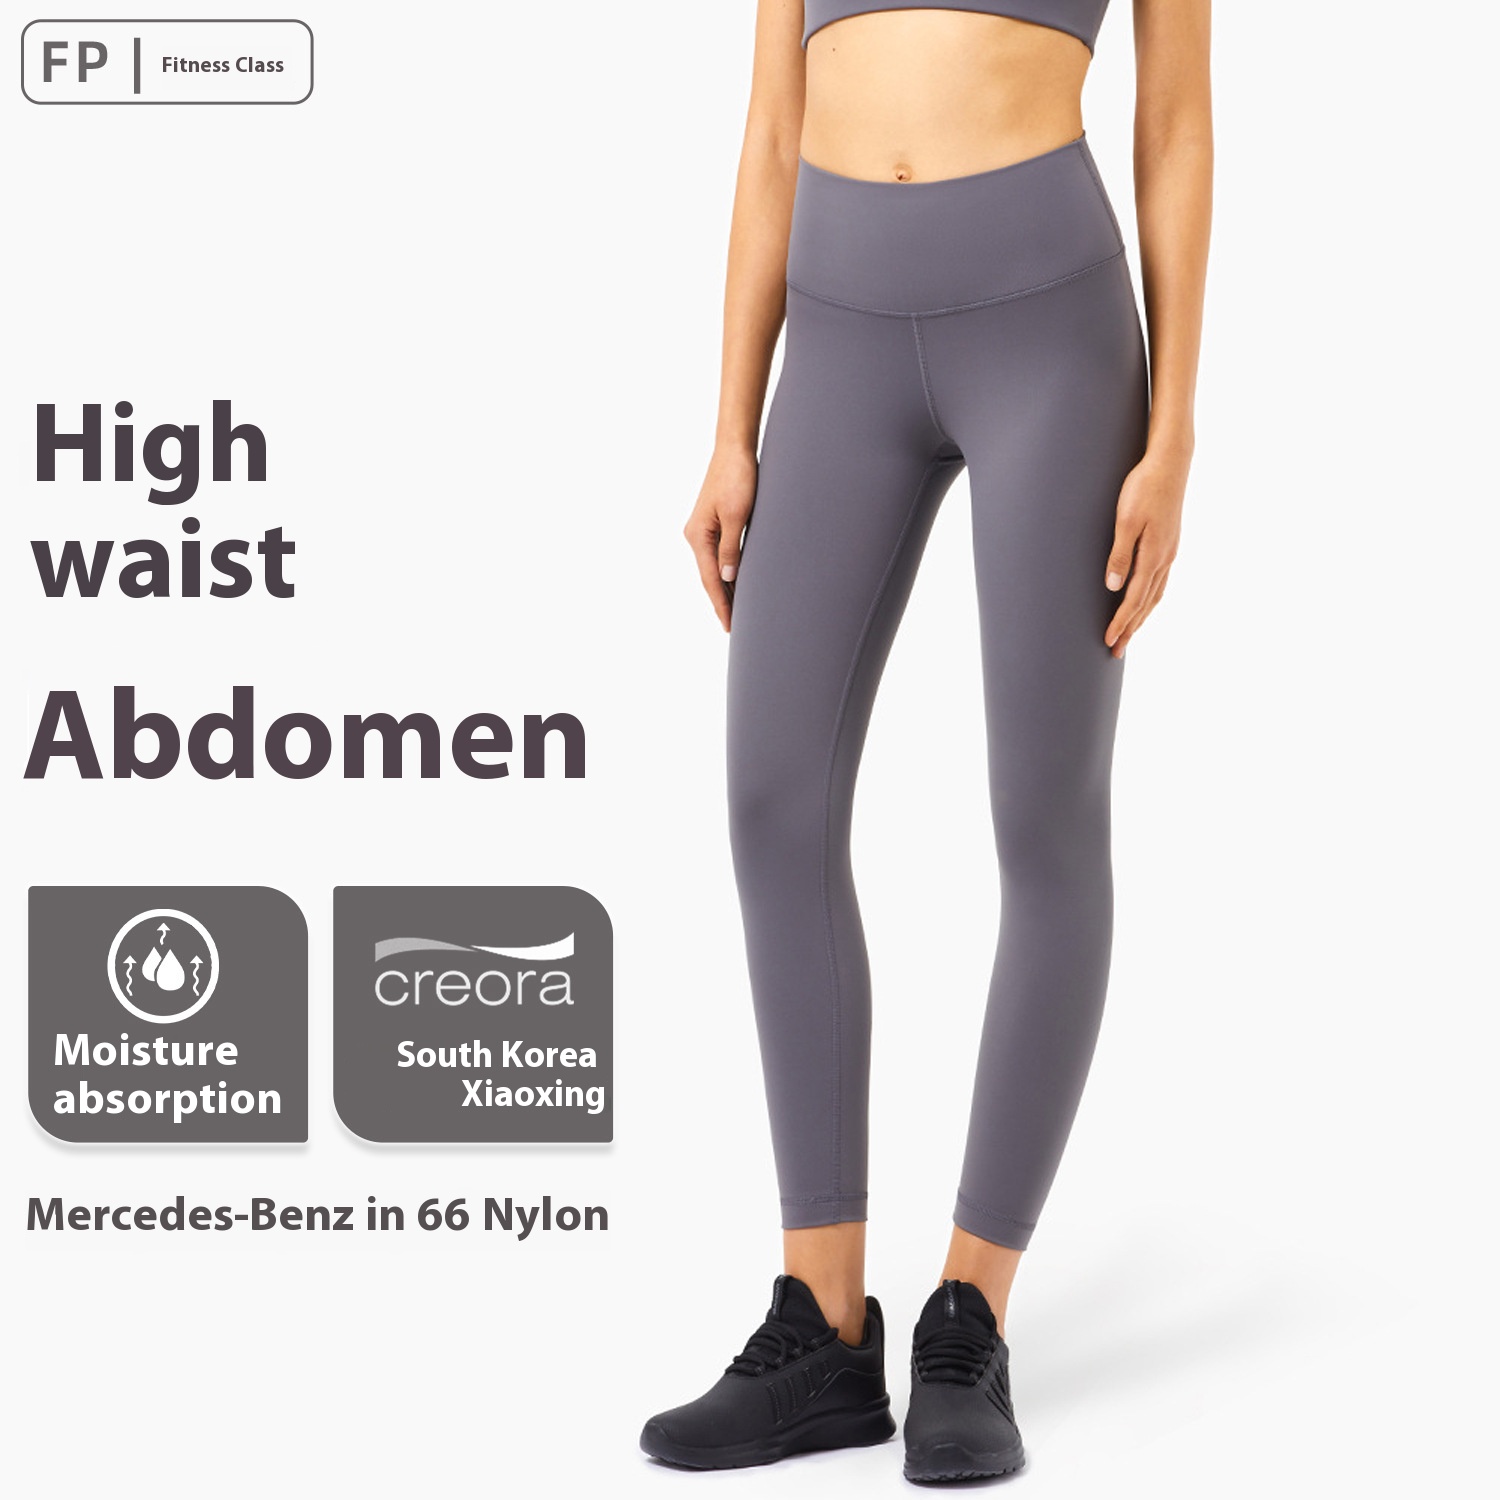 FP | Fitness Class
High
waist
Abdomen
Moisture
absorption
creora
South Korea
Xiaoxing
Mercedes-Benz in 66 Nylon